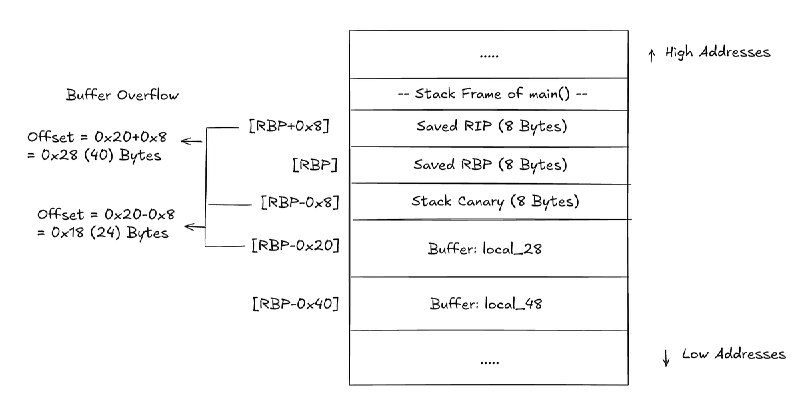 .....
↑ High Addresses
Buffer Overflow
-- Stack Frame of main() --
Offset = 0x20+0x8
= 0x28 (40) Bytes
[RBP+0x8]
Saved RIP (8 Bytes)
[RBP]
Saved RBP (8 Bytes)
Offset = 0x20-0x8
= 0x18 (24) Bytes
[RBP-0x8]
Stack Canary (8 Bytes)
[RBP-0x20]
Buffer: local_28
[RBP-0x40]
Buffer: local_48
.....
↓ Low Addresses